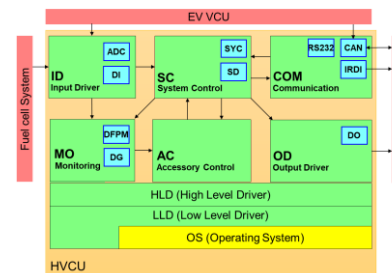 EV VCU
Fuel cell System
ADC
DI
ID
Input Driver
SYC
SD
SC
System Control
RS232
CAN
IRDI
COM
Communication
DFPM
DG
MO
Monitoring
AC
Accessory Control
DO
OD
Output Driver
HLD (High Level Driver)
LLD (Low Level Driver)
OS (Operating System)
HVCU